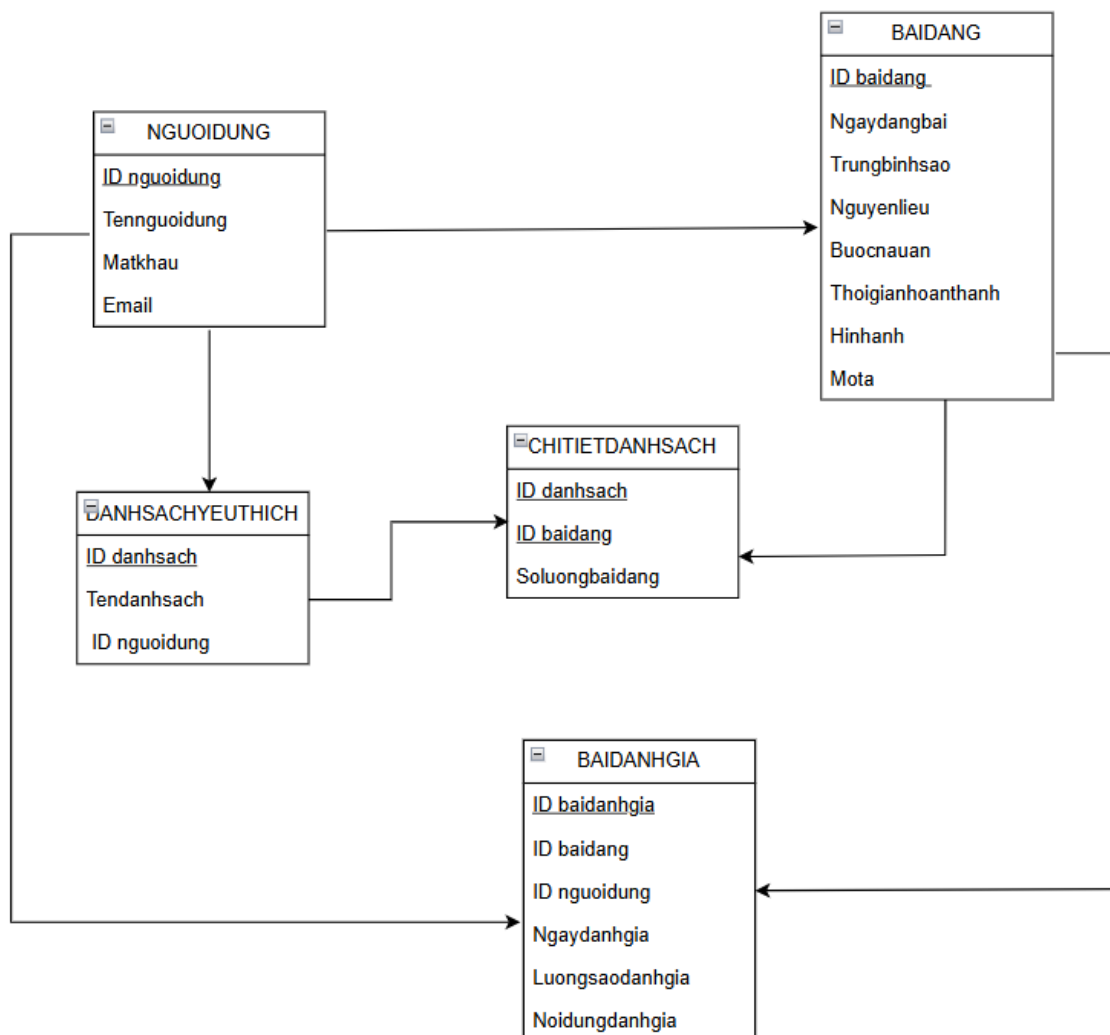 BAIDANG
ID baidang
Ngaydangbai
Trungbinhsao
Nguyenlieu
Buocnauan
Thoigianhoanthanh
Hinhanh
Mota
NGUOIDUNG
ID nguoidung
Tennguoidung
Matkhau
Email
CHITIETDANHSACH
ID danhsach
ID baidang
Soluongbaidang
DANHSACHYEUTHICH
ID danhsach
Tendanhsach
ID nguoidung
BAIDANHGIA
ID baidanhgia
ID baidang
ID nguoidung
Ngaydanhgia
Luongsaodanhgia
Noidungdanhgia